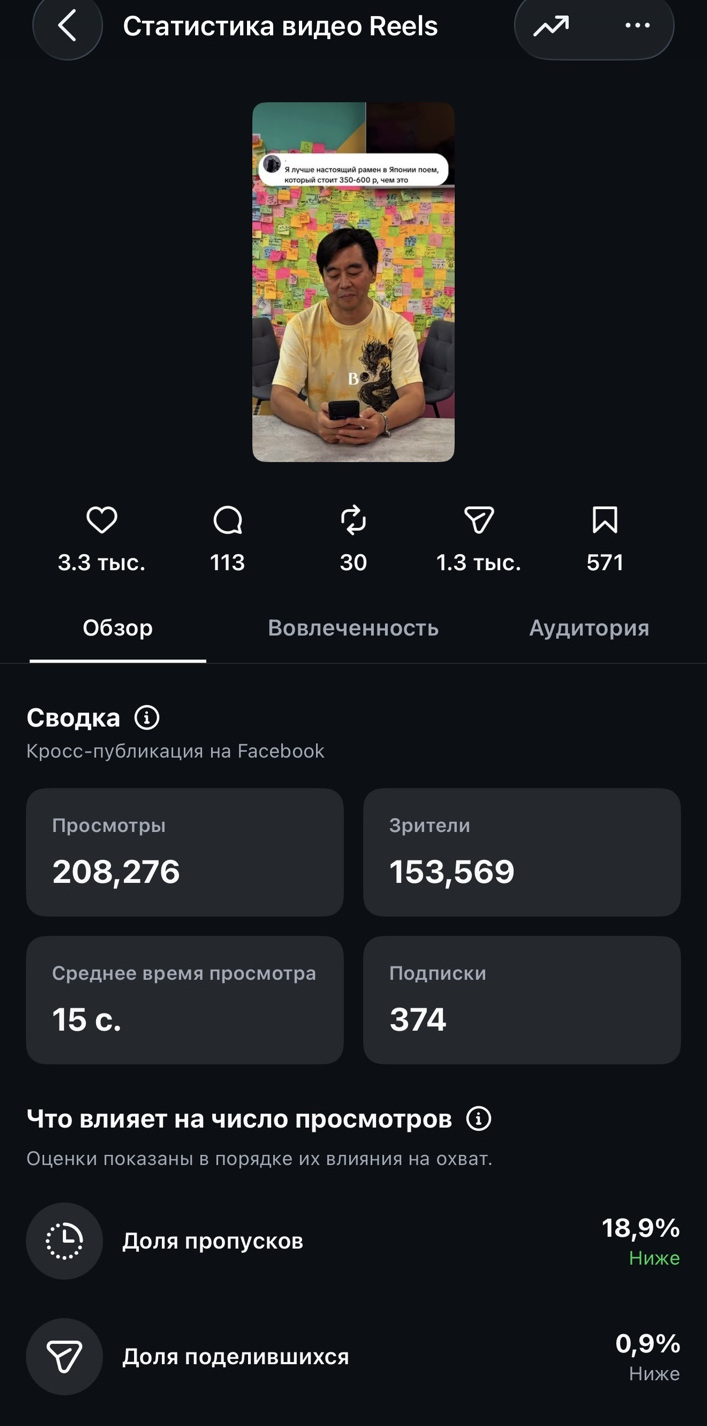 Статистика видео Reels
Я лучше настоящий рамен в Японии поем,
который стоит 350-600 р, чем это
B
3.3 тыс.
113
30
1.3 тыс.
571
Обзор
Вовлеченность
Аудитория
Сводка
Кросс-публикация на Facebook
Просмотры
Зрители
208,276
153,569
Среднее время просмотра
Подписки
15 с.
374
Что влияет на число просмотров
Оценки показаны в порядке их влияния на охват.
Доля пропусков
18,9%
Ниже
Доля поделившихся
0,9%
Ниже